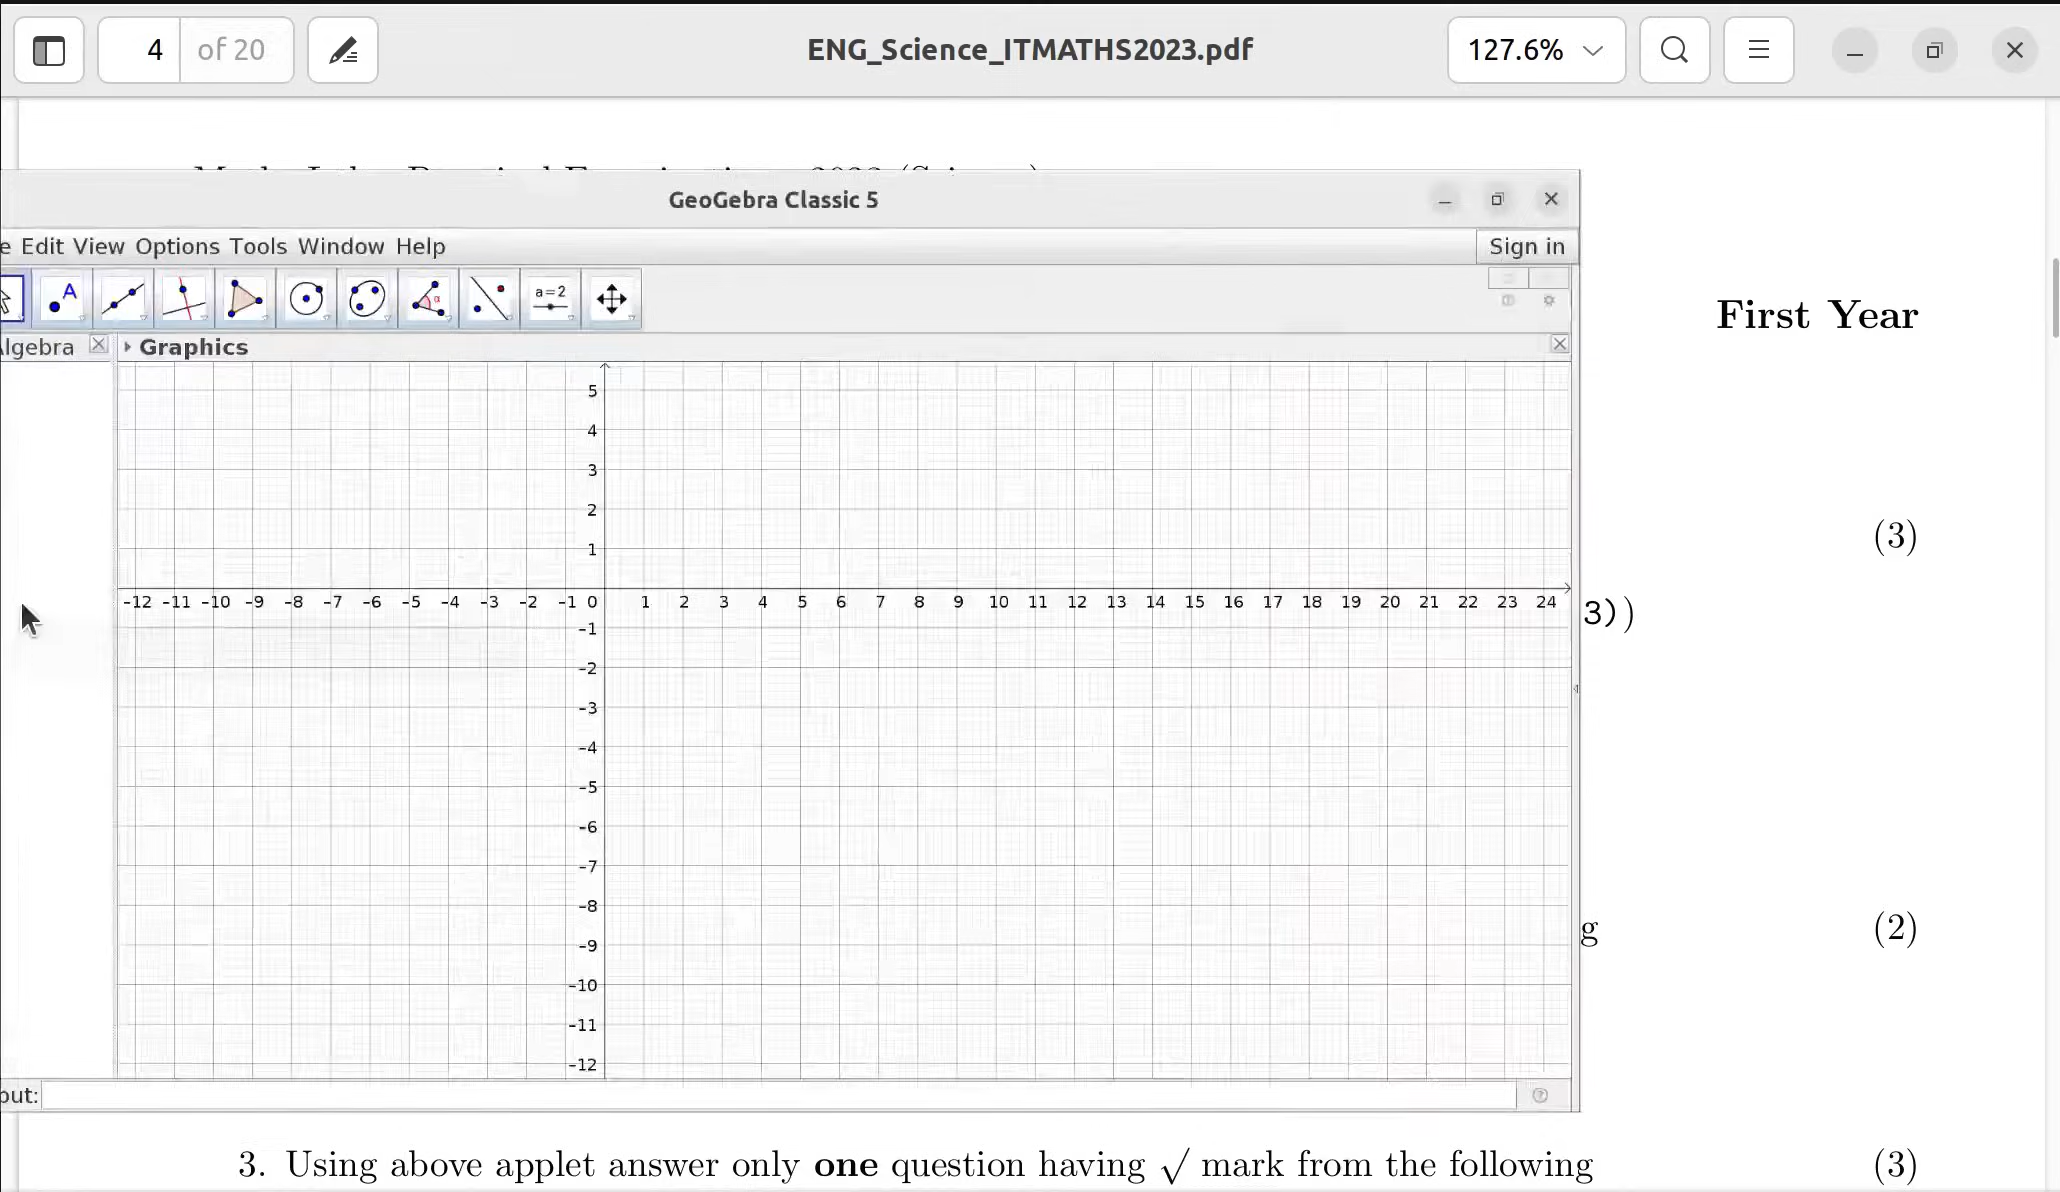 4 of 20
ENG_Science_ITMATHS2023.pdf
127.6%
GeoGebra Classic 5
Edit View Options Tools Window Help
Sign in
A
α
a=2
Graphics
5
4
3
2
1
-12 -11 -10 -9 -8 -7 -6 -5 -4 -3 -2 -1 0 1 2 3 4 5 6 7 8 9 10 11 12 13 14 15 16 17 18 19 20 21 22 23 24
-1
-2
-3
-4
-5
-6
-7
-8
-9
-10
-11
-12
First Year
(3)
3))
g (2)
3. Using above applet answer only one question having √ mark from the following (3)